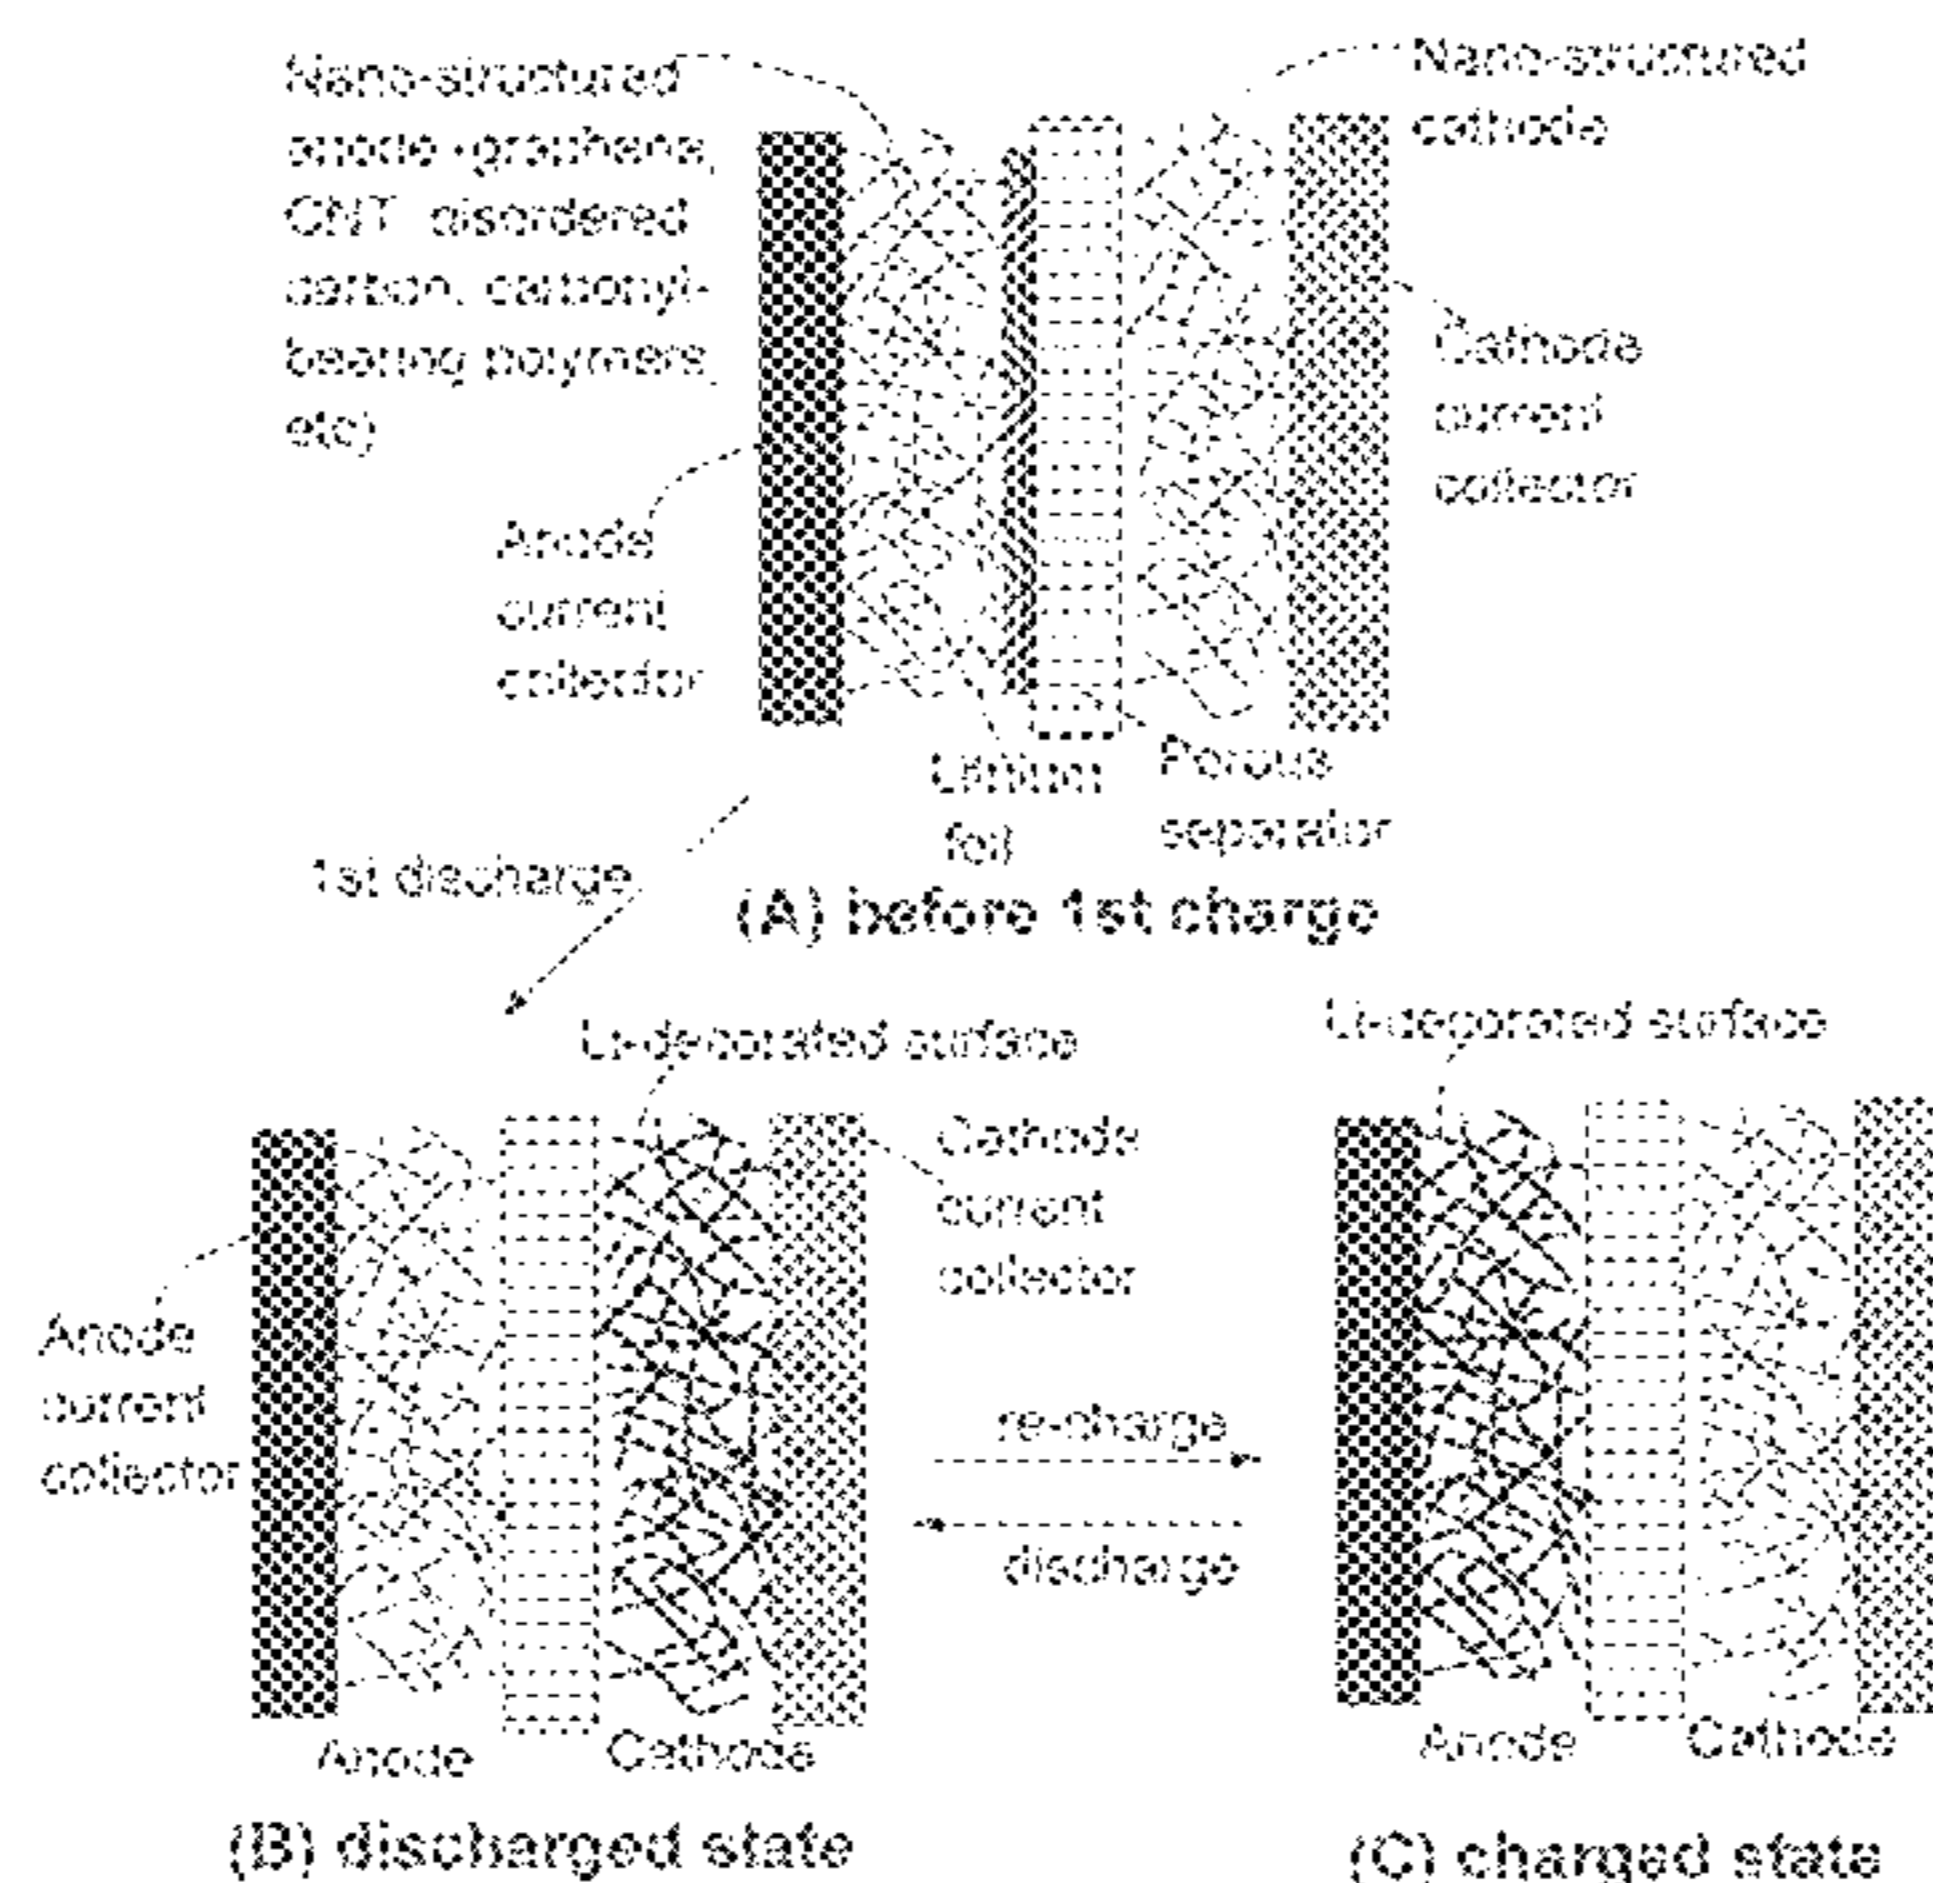 Nano-structured
anode (graphene,
CNT, disordered
carbon, carbonyl-
bearing polymers,
etc)
Nano-structured
cathode
Cathode
current
collector
Anode
current
collector
Lithium
foil
Porous
separator
1st discharge
(A) before 1st charge
Li-decorated surface
Li-decorated surface
Cathode
current
collector
Anode
current
collector
re-charge
discharge
Anode
Cathode
Anode
Cathode
(B) discharged state
(C) charged state